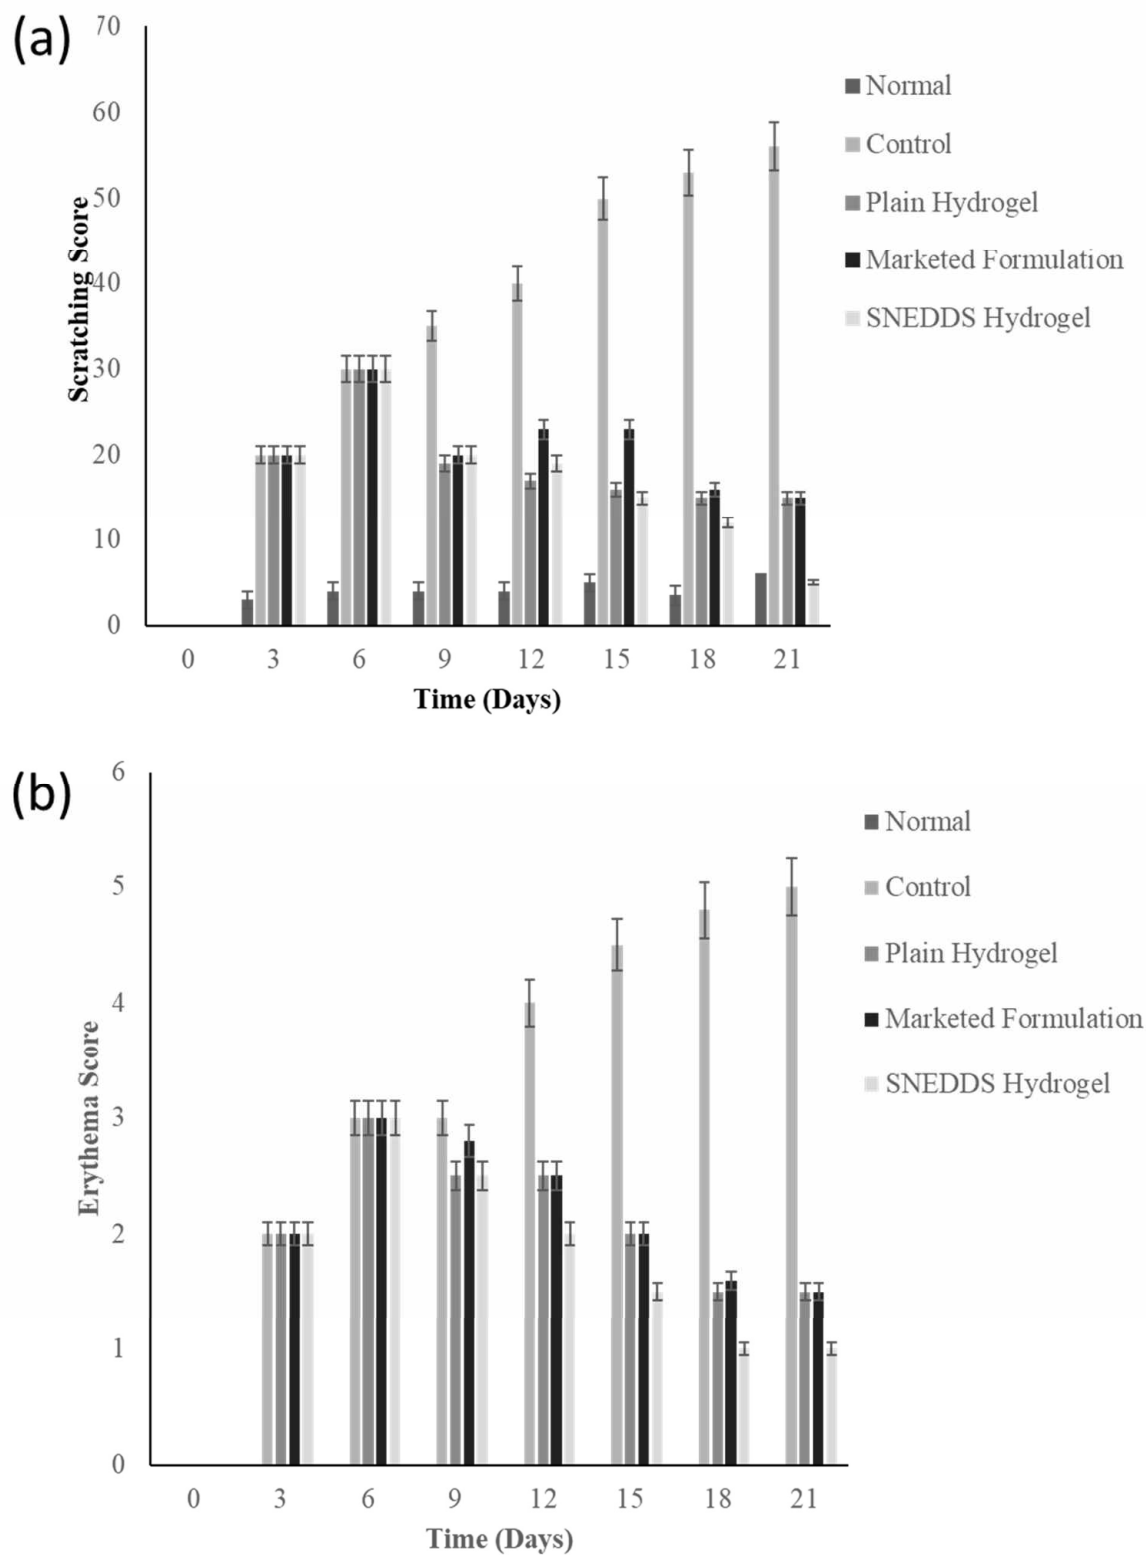 (a)
70
60
50
40
30
20
10
0
Scratching Score
0 3 6 9 12 15 18 21
Time (Days)
Normal
Control
Plain Hydrogel
Marketed Formulation
SNEDDS Hydrogel
(b)
6
5
4
3
2
1
0
Erythema Score
0 3 6 9 12 15 18 21
Time (Days)
Normal
Control
Plain Hydrogel
Marketed Formulation
SNEDDS Hydrogel